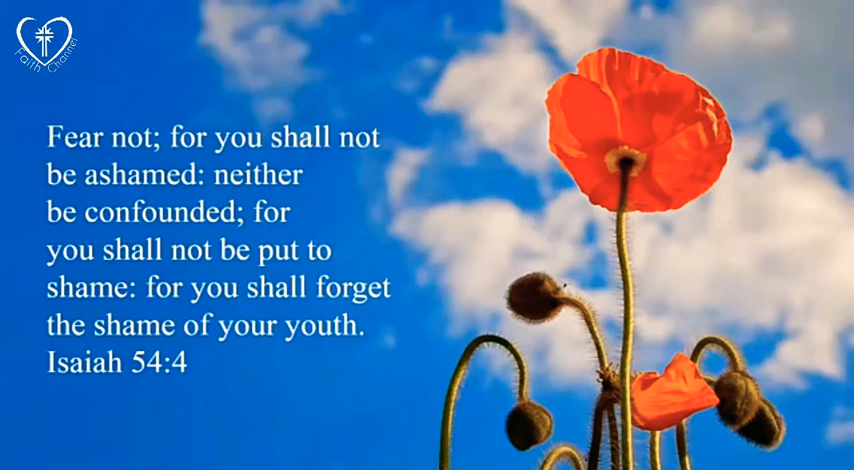 Faith Channel
Fear not; for you shall not
be ashamed: neither
be confounded; for
you shall not be put to
shame: for you shall forget
the shame of your youth.
Isaiah 54:4